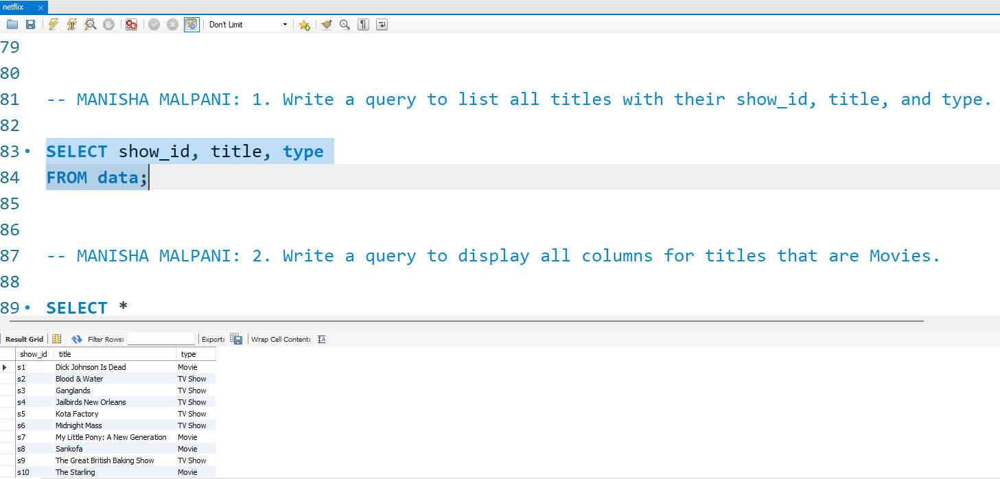 netflix
Don't Limit
79
80
81 -- MANISHA MALPANI: 1. Write a query to list all titles with their show_id, title, and type.
82
83 SELECT show_id, title, type
84 FROM data;
85
86
87 -- MANISHA MALPANI: 2. Write a query to display all columns for titles that are Movies.
88
89 SELECT *
Result Grid Filter Rows: Export: Wrap Cell Content:
show_id title type
s1 Dick Johnson Is Dead Movie
s2 Blood & Water TV Show
s3 Ganglands TV Show
s4 Jailbirds New Orleans TV Show
s5 Kota Factory TV Show
s6 Midnight Mass TV Show
s7 My Little Pony: A New Generation Movie
s8 Sankofa Movie
s9 The Great British Baking Show TV Show
s10 The Starling Movie